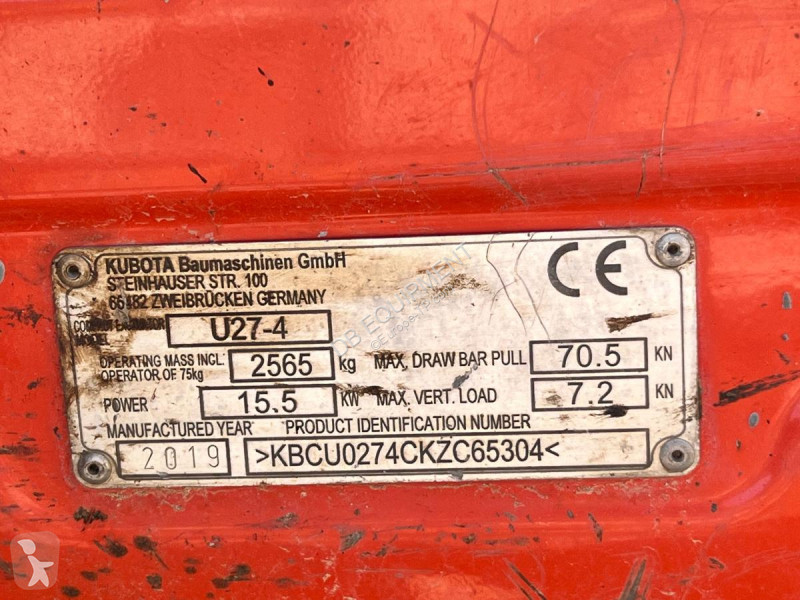 KUBOTA Baumaschinen GmbH
STEINHAUSER STR. 100
66482 ZWEIBRÜCKEN GERMANY
CE
MODEL
U27-4
OPERATING MASS INCL.
OPERATOR OF 75kg
2565 kg
MAX. DRAW BAR PULL 70.5 KN
POWER 15.5 KW
MAX. VERT. LOAD 7.2 KN
MANUFACTURED YEAR PRODUCT IDENTIFICATION NUMBER
2019 >KBCU0274CKZC65304<
DB EQUIPMENT